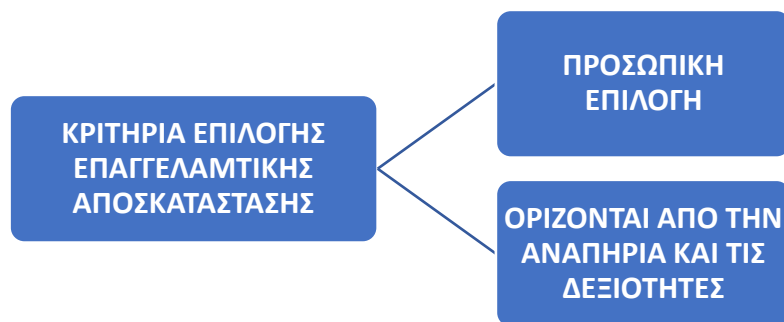 ΚΡΙΤΗΡΙΑ ΕΠΙΛΟΓΗΣ
ΕΠΑΓΓΕΛΑΜΤΙΚΗΣ
ΑΠΟΣΚΑΤΑΣΤΑΣΗΣ
ΠΡΟΣΩΠΙΚΗ
ΕΠΙΛΟΓΗ
ΟΡΙΖΟΝΤΑΙ ΑΠΟ ΤΗΝ
ΑΝΑΠΗΡΙΑ ΚΑΙ ΤΙΣ
ΔΕΞΙΟΤΗΤΕΣ